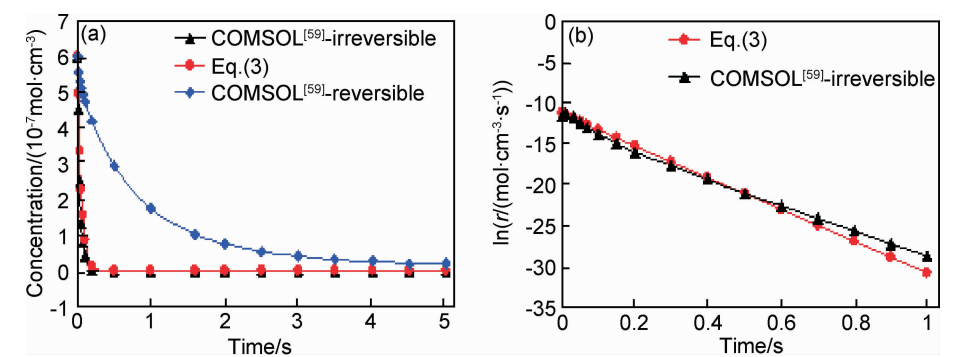 (a)
COMSOL[59]-irreversible
Eq.(3)
COMSOL[59]-reversible
Concentration/(10-7mol·cm-3)
7
6
5
4
3
2
1
0
-1
0 1 2 3 4 5
Time/s
(b)
Eq.(3)
COMSOL[59]-irreversible
ln(r/(mol·cm-3·s-1))
0
-5
-10
-15
-20
-25
-30
-35
0 0.2 0.4 0.6 0.8 1
Time/s